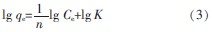 lg qₑ=1/n lg Cₑ+lg K (3)